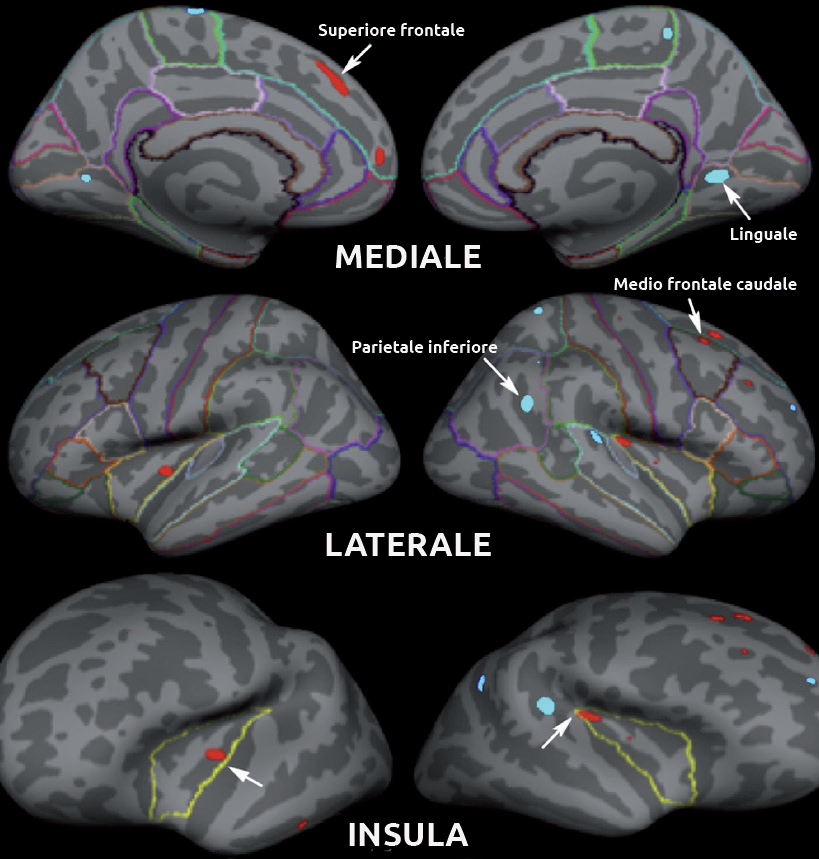 Superiore frontale
Linguale
MEDIALE
Medio frontale caudale
Parietale inferiore
LATERALE
INSULA